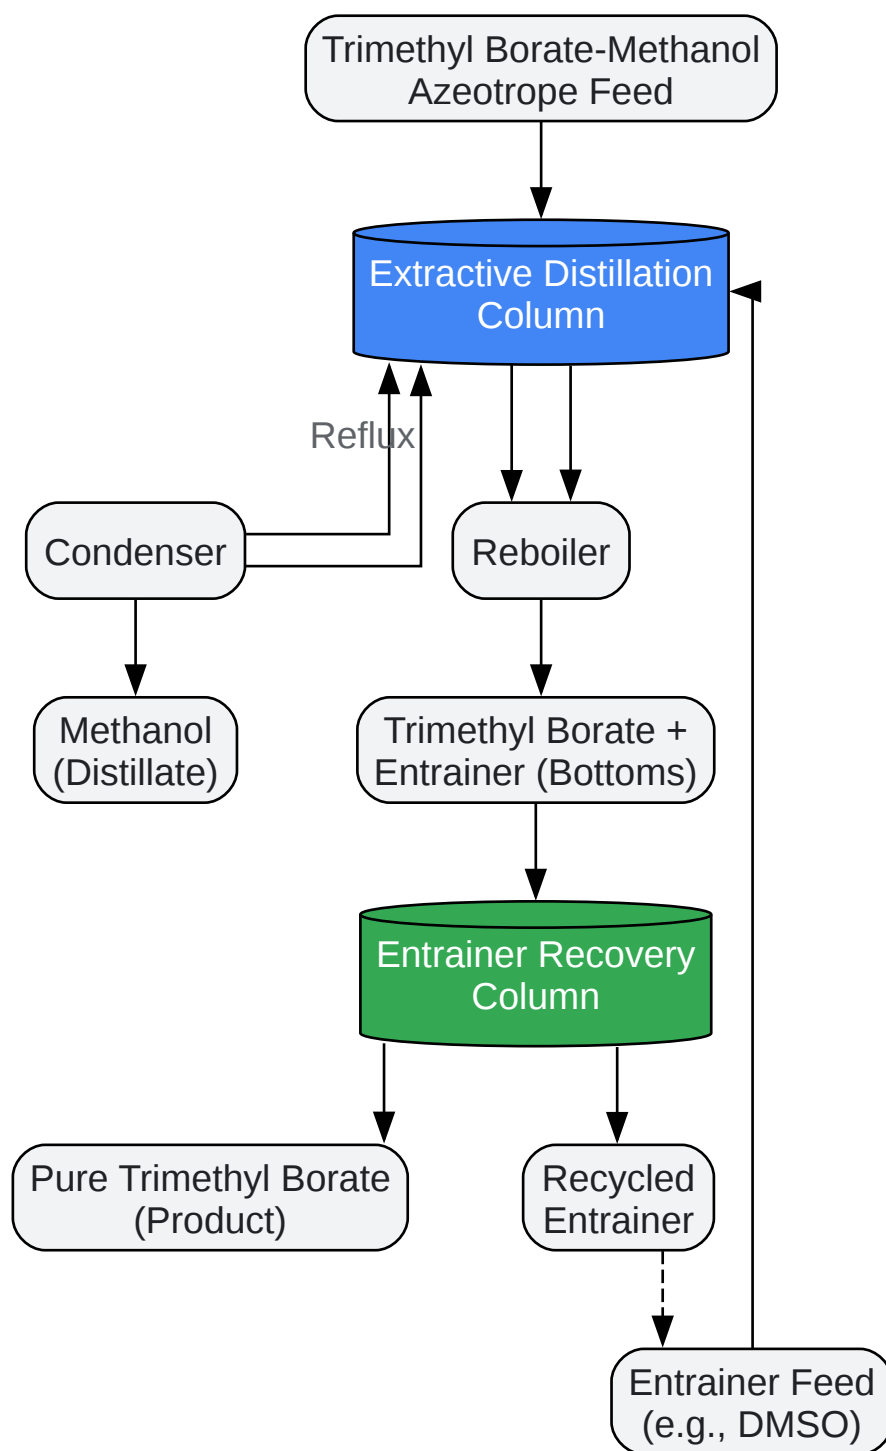 Trimethyl Borate-Methanol
Azeotrope Feed
Extractive Distillation
Column
Reflux
Condenser
Reboiler
Methanol
(Distillate)
Trimethyl Borate +
Entrainer (Bottoms)
Entrainer Recovery
Column
Pure Trimethyl Borate
(Product)
Recycled
Entrainer
Entrainer Feed
(e.g., DMSO)